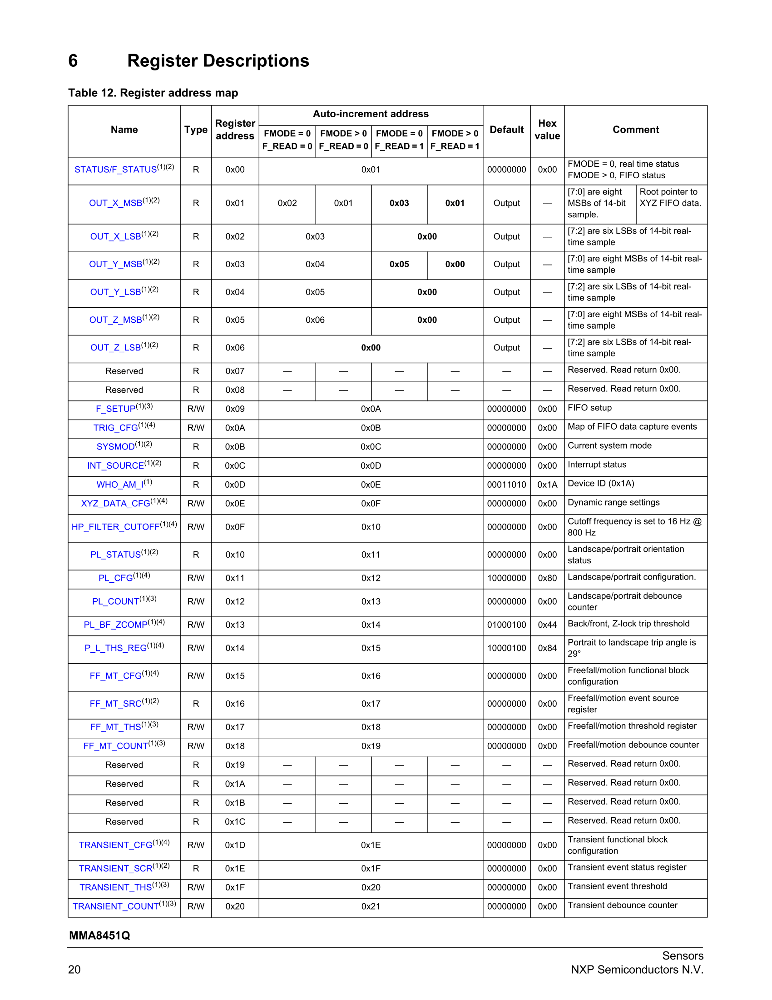 6 Register Descriptions
Table 12. Register address map
Name Type Register address Auto-increment address Default Hex value Comment
FMODE = 0 F_READ = 0 FMODE > 0 F_READ = 0 FMODE = 0 F_READ = 1 FMODE > 0 F_READ = 1
STATUS/F_STATUS(1)(2) R 0x00 0x01 00000000 0x00 FMODE = 0, real time status
FMODE > 0, FIFO status
OUT_X_MSB(1)(2) R 0x01 0x02 0x01 0x03 0x01 Output — [7:0] are eight MSBs of 14-bit sample. Root pointer to XYZ FIFO data.
OUT_X_LSB(1)(2) R 0x02 0x03 0x00 Output — [7:2] are six LSBs of 14-bit real-
time sample
OUT_Y_MSB(1)(2) R 0x03 0x04 0x05 0x00 Output — [7:0] are eight MSBs of 14-bit real-
time sample
OUT_Y_LSB(1)(2) R 0x04 0x05 0x00 Output — [7:2] are six LSBs of 14-bit real-
time sample
OUT_Z_MSB(1)(2) R 0x05 0x06 0x00 Output — [7:0] are eight MSBs of 14-bit real-
time sample
OUT_Z_LSB(1)(2) R 0x06 0x00 Output — [7:2] are six LSBs of 14-bit real-
time sample
Reserved R 0x07 — — — — — — Reserved. Read return 0x00.
Reserved R 0x08 — — — — — — Reserved. Read return 0x00.
F_SETUP(1)(3) R/W 0x09 0x0A 00000000 0x00 FIFO setup
TRIG_CFG(1)(4) R/W 0x0A 0x0B 00000000 0x00 Map of FIFO data capture events
SYSMOD(1)(2) R 0x0B 0x0C 00000000 0x00 Current system mode
INT_SOURCE(1)(2) R 0x0C 0x0D 00000000 0x00 Interrupt status
WHO_AM_I(1) R 0x0D 0x0E 00011010 0x1A Device ID (0x1A)
XYZ_DATA_CFG(1)(4) R/W 0x0E 0x0F 00000000 0x00 Dynamic range settings
HP_FILTER_CUTOFF(1)(4) R/W 0x0F 0x10 00000000 0x00 Cutoff frequency is set to 16 Hz @
800 Hz
PL_STATUS(1)(2) R 0x10 0x11 00000000 0x00 Landscape/portrait orientation
status
PL_CFG(1)(4) R/W 0x11 0x12 10000000 0x80 Landscape/portrait configuration.
PL_COUNT(1)(3) R/W 0x12 0x13 00000000 0x00 Landscape/portrait debounce
counter
PL_BF_ZCOMP(1)(4) R/W 0x13 0x14 01000100 0x44 Back/front, Z-lock trip threshold
P_L_THS_REG(1)(4) R/W 0x14 0x15 10000100 0x84 Portrait to landscape trip angle is
29°
FF_MT_CFG(1)(4) R/W 0x15 0x16 00000000 0x00 Freefall/motion functional block
configuration
FF_MT_SRC(1)(2) R 0x16 0x17 00000000 0x00 Freefall/motion event source
register
FF_MT_THS(1)(3) R/W 0x17 0x18 00000000 0x00 Freefall/motion threshold register
FF_MT_COUNT(1)(3) R/W 0x18 0x19 00000000 0x00 Freefall/motion debounce counter
Reserved R 0x19 — — — — — — Reserved. Read return 0x00.
Reserved R 0x1A — — — — — — Reserved. Read return 0x00.
Reserved R 0x1B — — — — — — Reserved. Read return 0x00.
Reserved R 0x1C — — — — — — Reserved. Read return 0x00.
TRANSIENT_CFG(1)(4) R/W 0x1D 0x1E 00000000 0x00 Transient functional block
configuration
TRANSIENT_SCR(1)(2) R 0x1E 0x1F 00000000 0x00 Transient event status register
TRANSIENT_THS(1)(3) R/W 0x1F 0x20 00000000 0x00 Transient event threshold
TRANSIENT_COUNT(1)(3) R/W 0x20 0x21 00000000 0x00 Transient debounce counter
MMA8451Q
Sensors
20 NXP Semiconductors N.V.